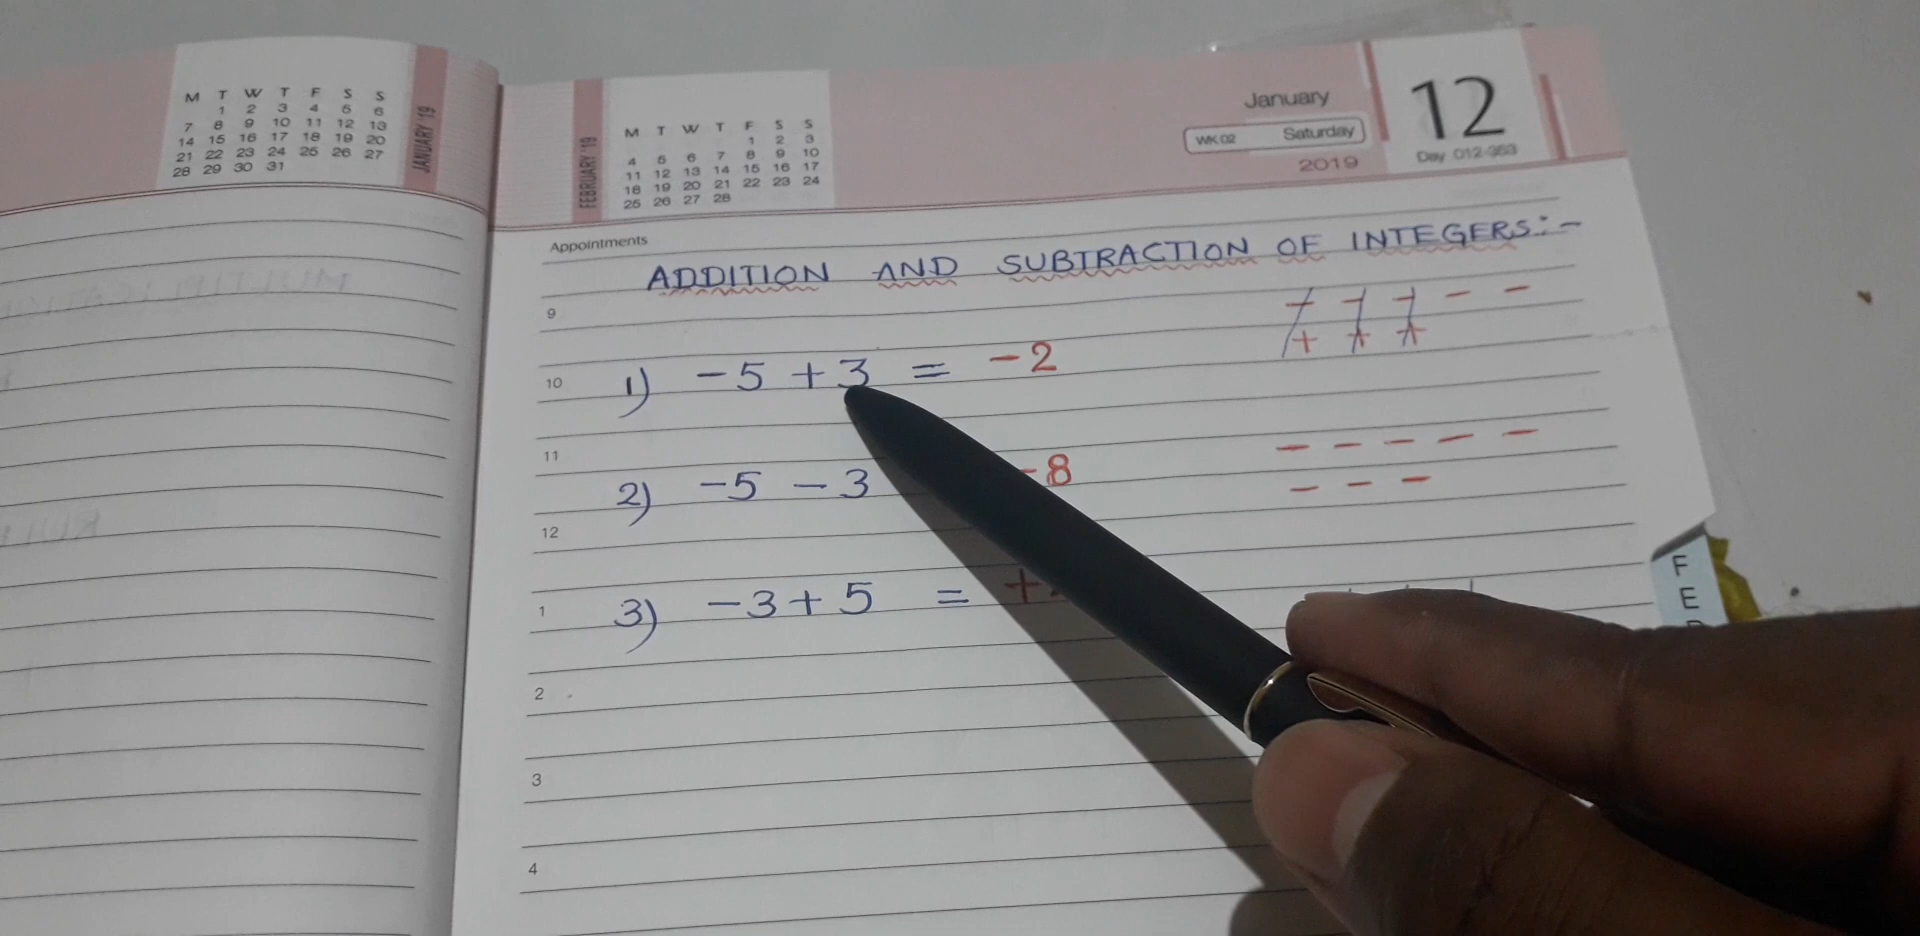 M T W T F S S
1 2 3 4 5 6
7 8 9 10 11 12 13
14 15 16 17 18 19 20
21 22 23 24 25 26 27
28 29 30 31
JANUARY '19
FEBRUARY '19
M T W T F S S
1 2 3
4 5 6 7 8 9 10
11 12 13 14 15 16 17
18 19 20 21 22 23 24
25 26 27 28
January
WK 02 Saturday
2019
12
Day 012-353
Appointments
ADDITION AND SUBTRACTION OF INTEGERS:-
9
- - - - -
+ + +
10 1) -5 +3 = -2
11
- - - - -
- - -
2) -5 -3 -8
12
1 3) -3+5 = +
2
3
4
F
E